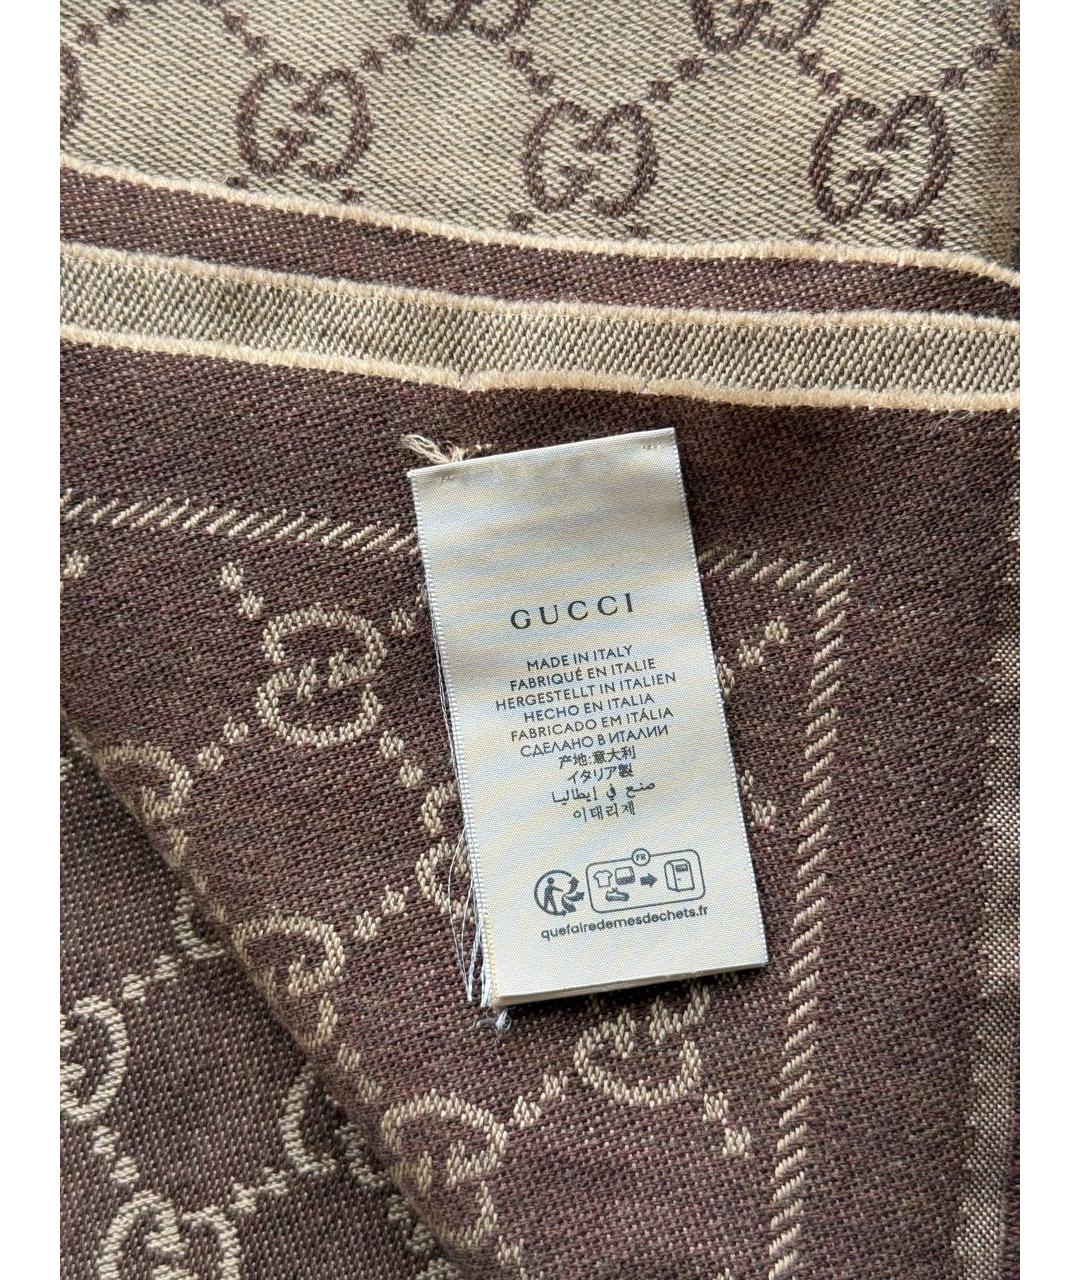 GUCCI
MADE IN ITALY
FABRIQUÉ EN ITALIE
HERGESTELLT IN ITALIEN
HECHO EN ITALIA
FABRICADO EM ITÁLIA
СДЕЛАНО В ИТАЛИИ
产地:意大利
イタリア製
صنع في إيطاليا
이태리제
FR
quefairedemesdechets.fr